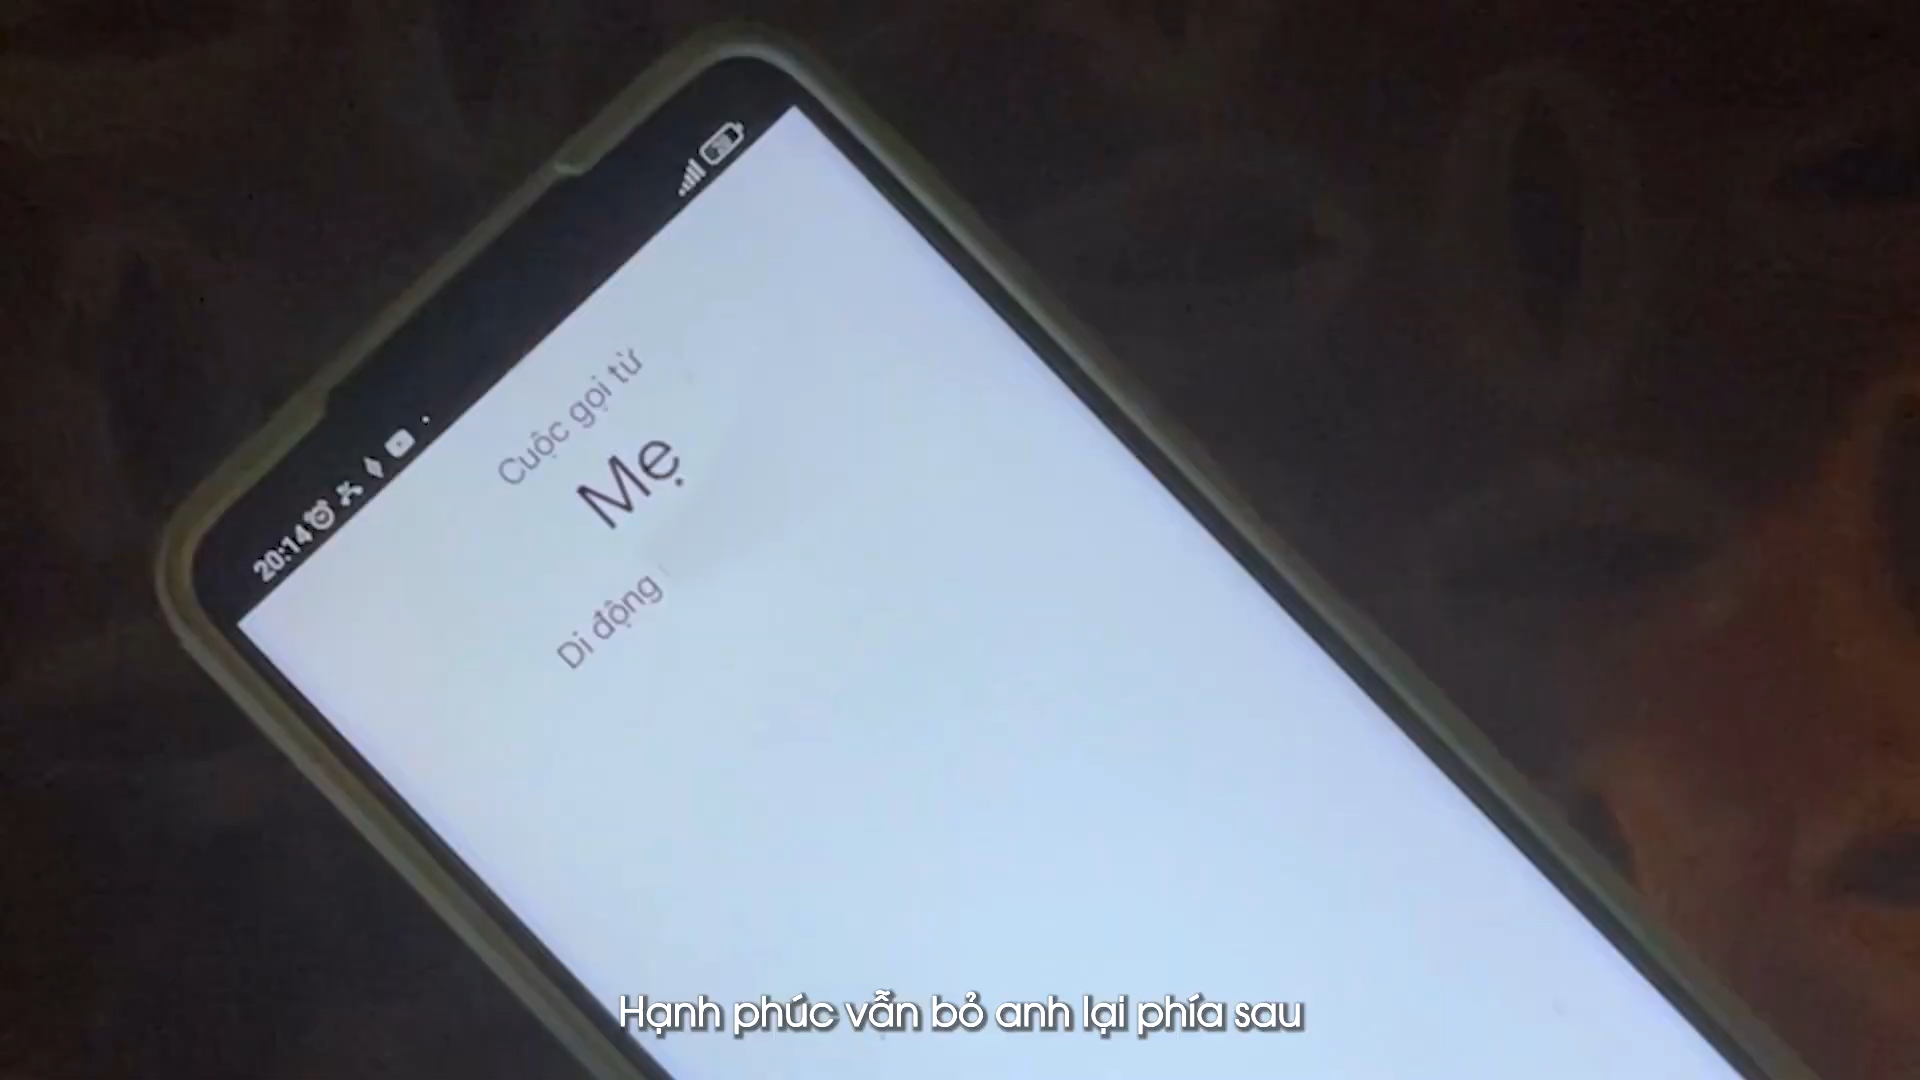 20:14
Cuộc gọi từ
Mẹ
Di động
Hạnh phúc vẫn bỏ anh lại phía sau